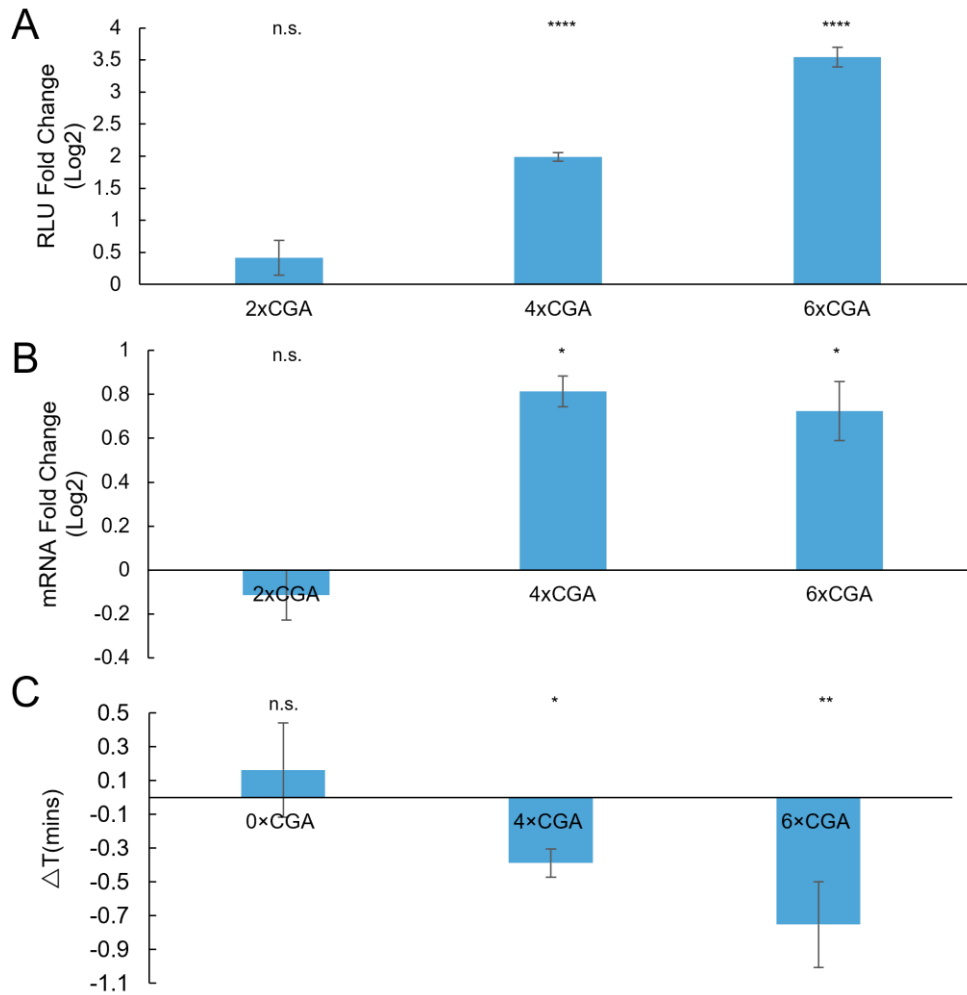 A
RLU Fold Change
(Log2)
4
3.5
3
2.5
2
1.5
1
0.5
0
n.s.
****
****
2xCGA
4xCGA
6xCGA
B
mRNA Fold Change
(Log2)
1
0.8
0.6
0.4
0.2
0
-0.2
-0.4
n.s.
*
*
2xCGA
4xCGA
6xCGA
C
△T(mins)
0.5
0.3
0.1
-0.1
-0.3
-0.5
-0.7
-0.9
-1.1
n.s.
*
**
0×CGA
4×CGA
6×CGA